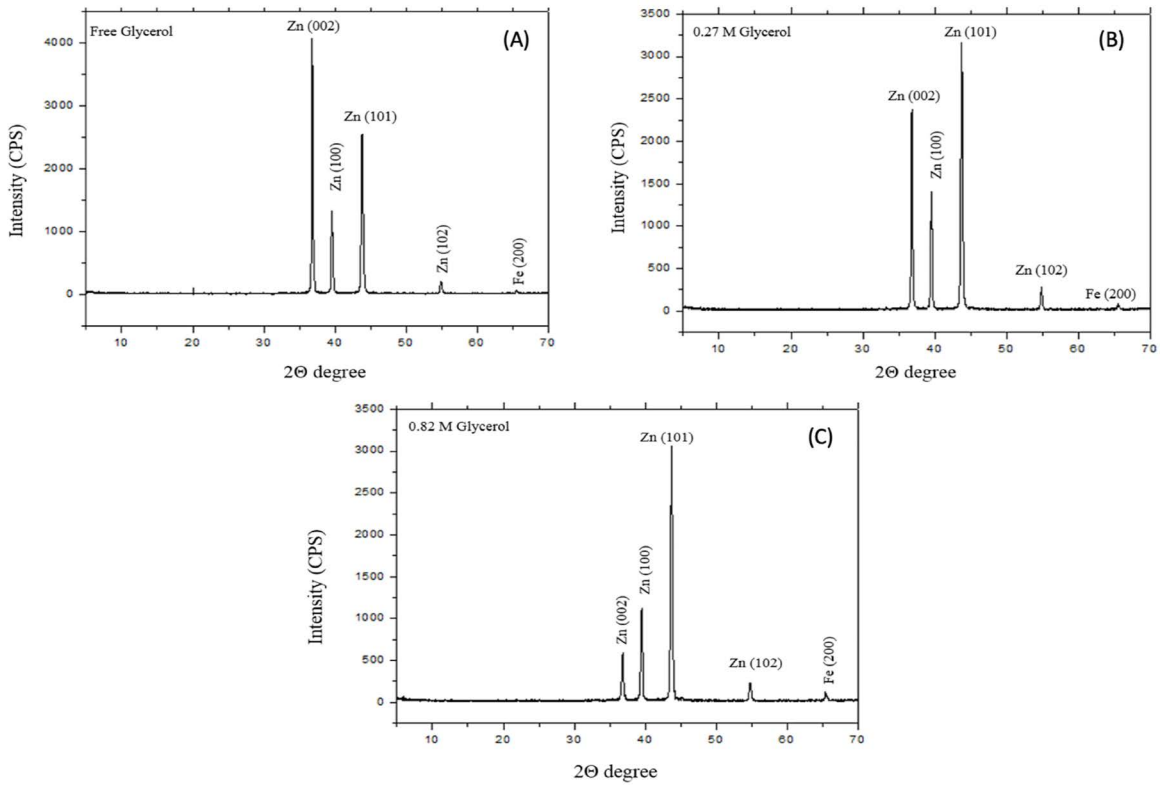 Free Glycerol
(A)
Zn (002)
Zn (100)
Zn (101)
Zn (102)
Fe (200)
4000
3000
2000
1000
0
10 20 30 40 50 60 70
Intensity (CPS)
2Θ degree
0.27 M Glycerol
(B)
Zn (002)
Zn (100)
Zn (101)
Zn (102)
Fe (200)
3500
3000
2500
2000
1500
1000
500
0
10 20 30 40 50 60 70
Intensity (CPS)
2Θ degree
0.82 M Glycerol
(C)
Zn (002)
Zn (100)
Zn (101)
Zn (102)
Fe (200)
3500
3000
2500
2000
1500
1000
500
0
10 20 30 40 50 60 70
Intensity (CPS)
2Θ degree